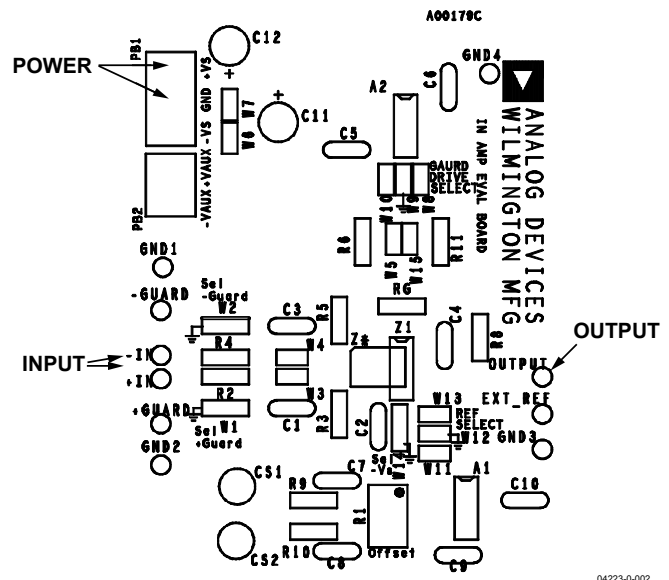 A00179C
C12
PB1
+VS
POWER
GND
-VS
W7
W6
C11
C5
A2
C6
GND4
ANALOG DEVICES
WILMINGTON MFG
IN AMP EVAL BOARD
GAURD
DRIVE
SELECT
W10
W9
W8
+VAUX
-VAUX
PB2
R6
W5
W15
R11
GND1
-GUARD
Sel
-Guard
W2
C3
R5
RG
C4
R8
Z*
Z1
OUTPUT
OUTPUT
INPUT
-IN
+IN
R4
W4
W3
R2
+GUARD
W1
Sel
+Guard
C1
R3
C2
Sel
-Vs
W14
W13
REF
SELECT
W12
W11
EXT_REF
GND3
GND2
CS1
R9
C7
R1
Offset
A1
C10
CS2
R10
C8
C9
04223-0-002